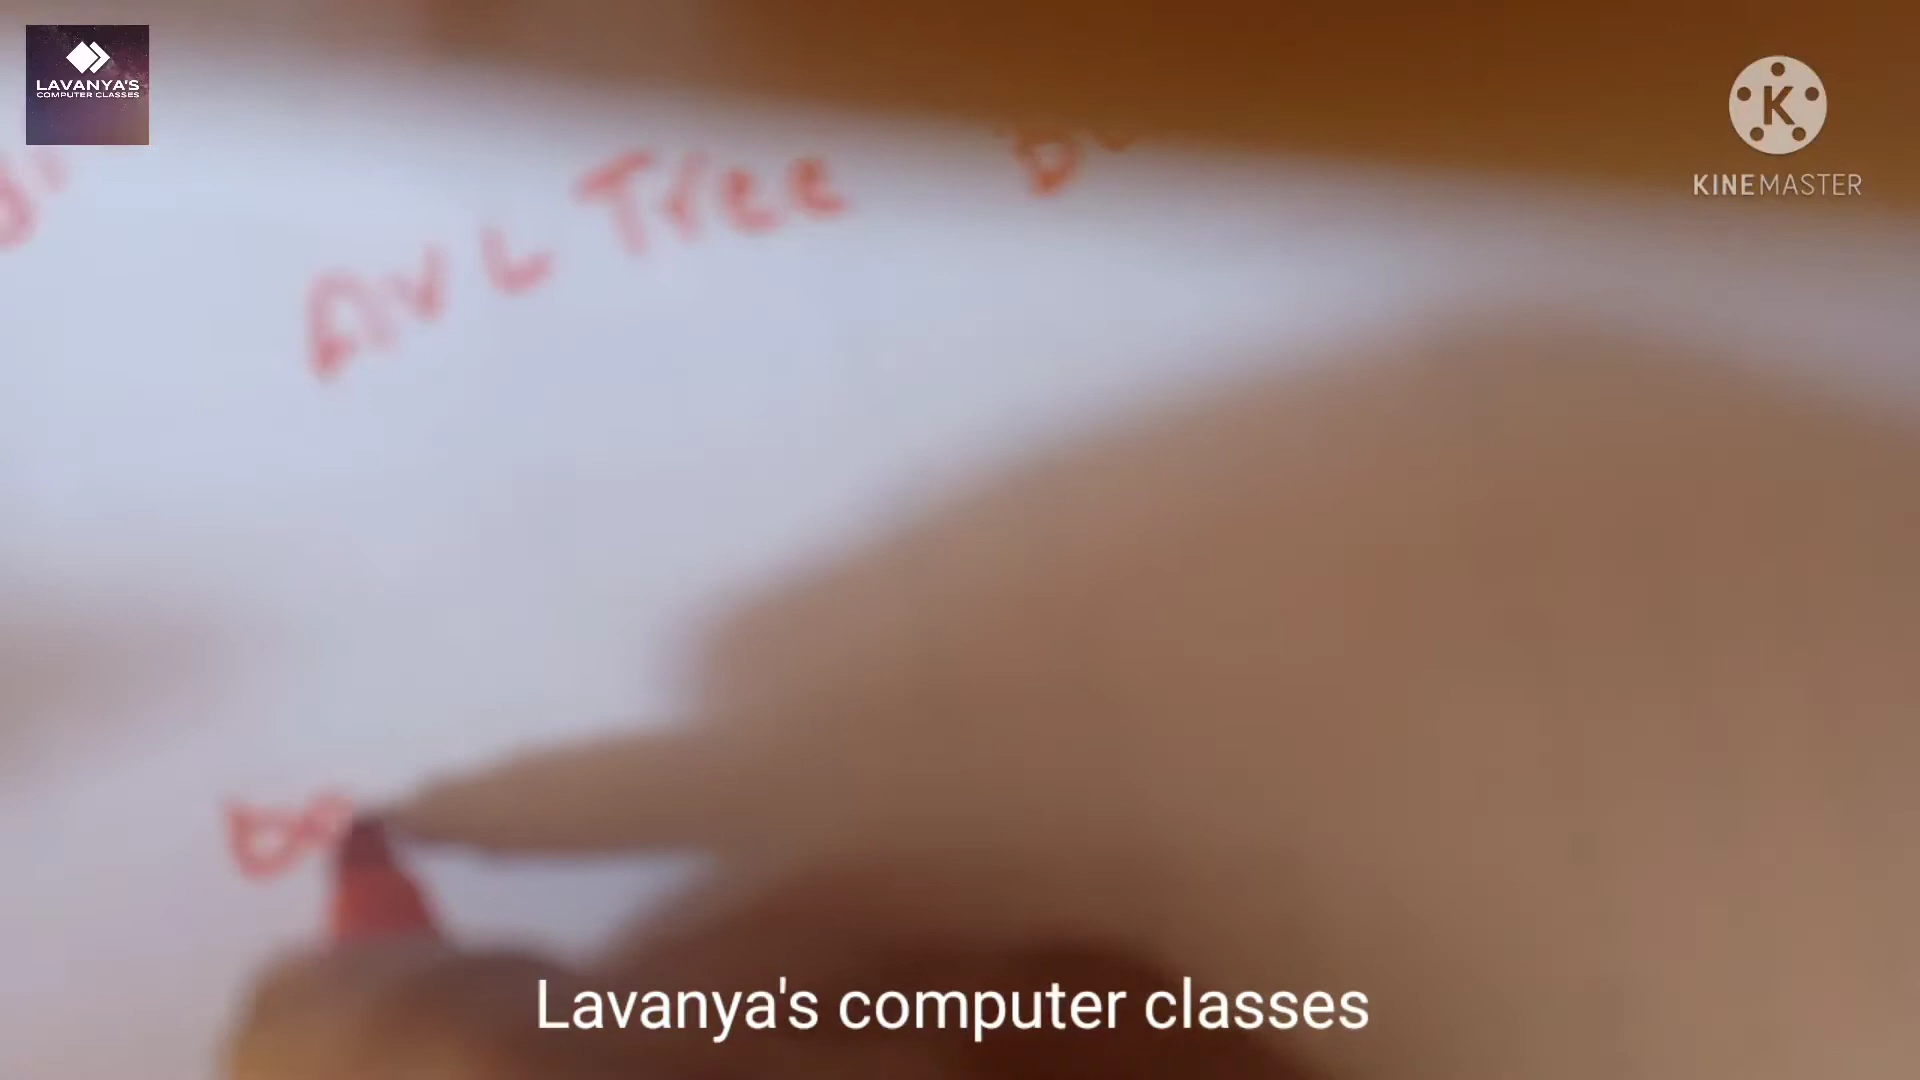 LAVANYA'S
COMPUTER CLASSES
K
KINEMASTER
AVL Tree
Lavanya's computer classes